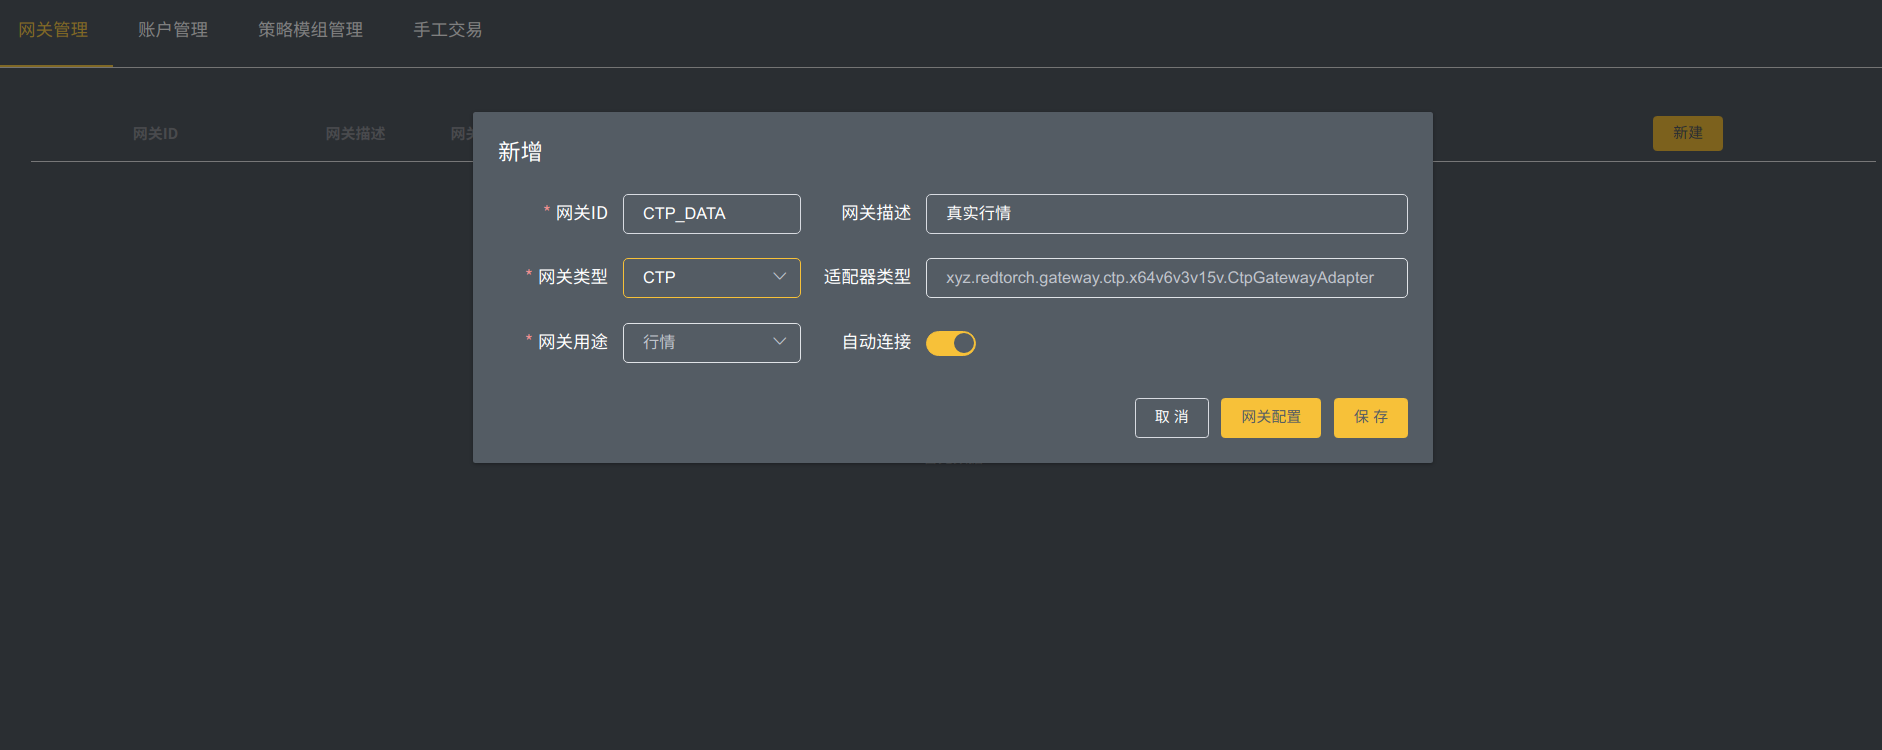 网关管理 账户管理 策略模组管理 手工交易
网关ID 网关描述 网关 新建
新增
* 网关ID CTP_DATA 网关描述 真实行情
* 网关类型 CTP 适配器类型 xyz.redtorch.gateway.ctp.x64v6v3v15v.CtpGatewayAdapter
* 网关用途 行情 自动连接
取 消 网关配置 保 存